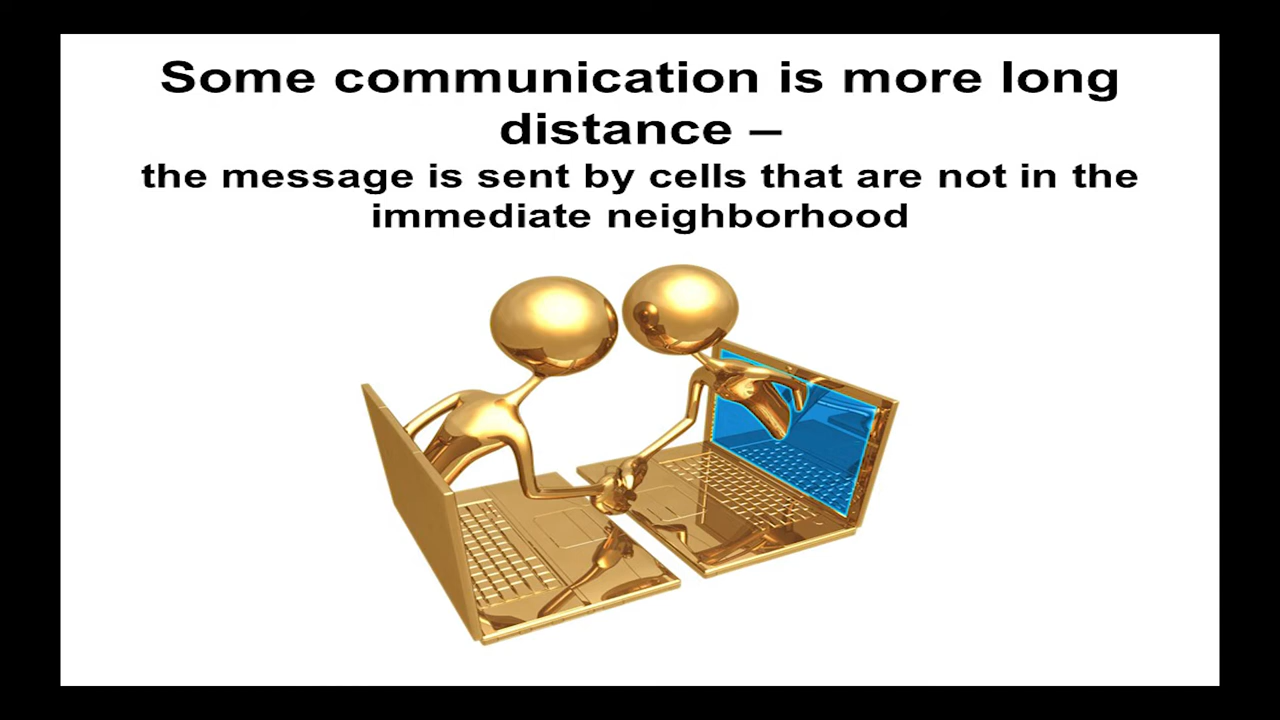 Some communication is more long
distance –
the message is sent by cells that are not in the
immediate neighborhood